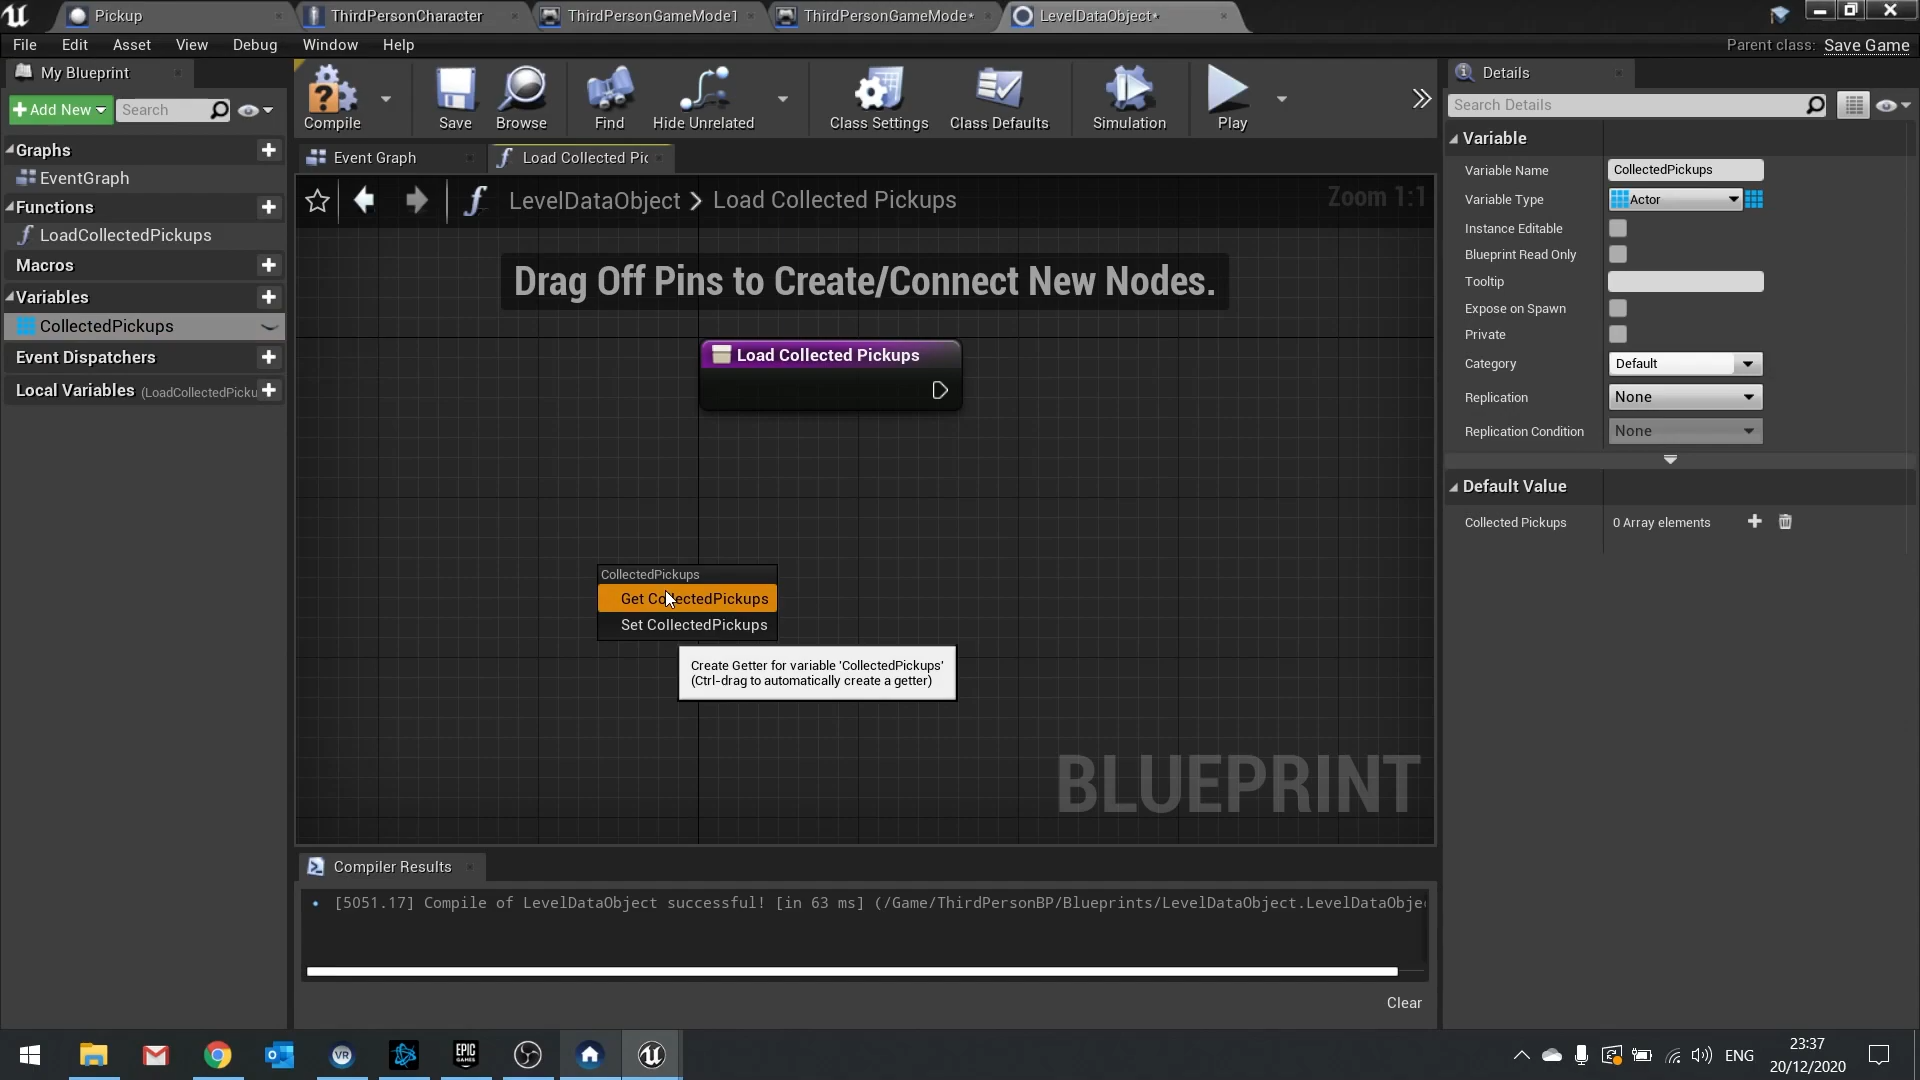 Pickup
ThirdPersonCharacter
ThirdPersonGameMode1
ThirdPersonGameMode*
LevelDataObject*
File Edit Asset View Debug Window Help
Parent class: Save Game
My Blueprint
Add New
Search
Graphs
EventGraph
Functions
LoadCollectedPickups
Macros
Variables
CollectedPickups
Event Dispatchers
Local Variables (LoadCollectedPicku
Compile
Save
Browse
Find
Hide Unrelated
Class Settings
Class Defaults
Simulation
Play
Event Graph
Load Collected Pic
LevelDataObject > Load Collected Pickups
Zoom 1:1
Drag Off Pins to Create/Connect New Nodes.
Load Collected Pickups
CollectedPickups
Get CollectedPickups
Set CollectedPickups
Create Getter for variable 'CollectedPickups'
(Ctrl-drag to automatically create a getter)
BLUEPRINT
Compiler Results
[5051.17] Compile of LevelDataObject successful! [in 63 ms] (/Game/ThirdPersonBP/Blueprints/LevelDataObject.LevelDataObje
Clear
Details
Search Details
Variable
Variable Name CollectedPickups
Variable Type Actor
Instance Editable
Blueprint Read Only
Tooltip
Expose on Spawn
Private
Category Default
Replication None
Replication Condition None
Default Value
Collected Pickups 0 Array elements
VR
EPIC
GAMES
ENG
23:37
20/12/2020